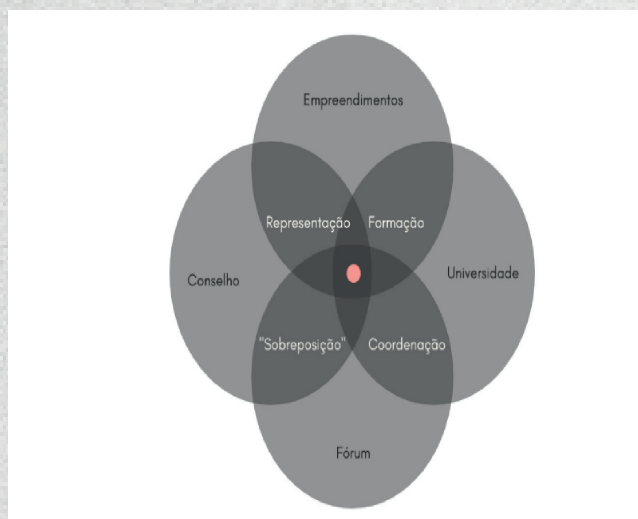 Empreendimentos
Representação
Formação
Conselho
Universidade
"Sobreposição"
Coordenação
Fórum